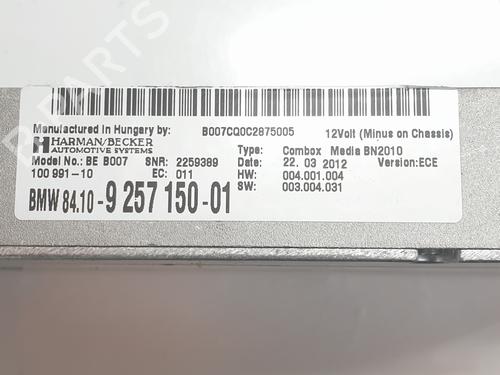 B PARTS
Manufactured in Hungary by:
B007CQ0C2875005
12Volt (Minus on Chassis)
HARMAN/BECKER
AUTOMOTIVE SYSTEMS
Type: Combox Media BN2010
Model No.: BE B007 SNR: 2259389 Date: 22. 03 2012 Version:ECE
100 991-10 EC: 011 HW: 004.001.004
SW: 003.004.031
BMW 84.10-9 257 150-01